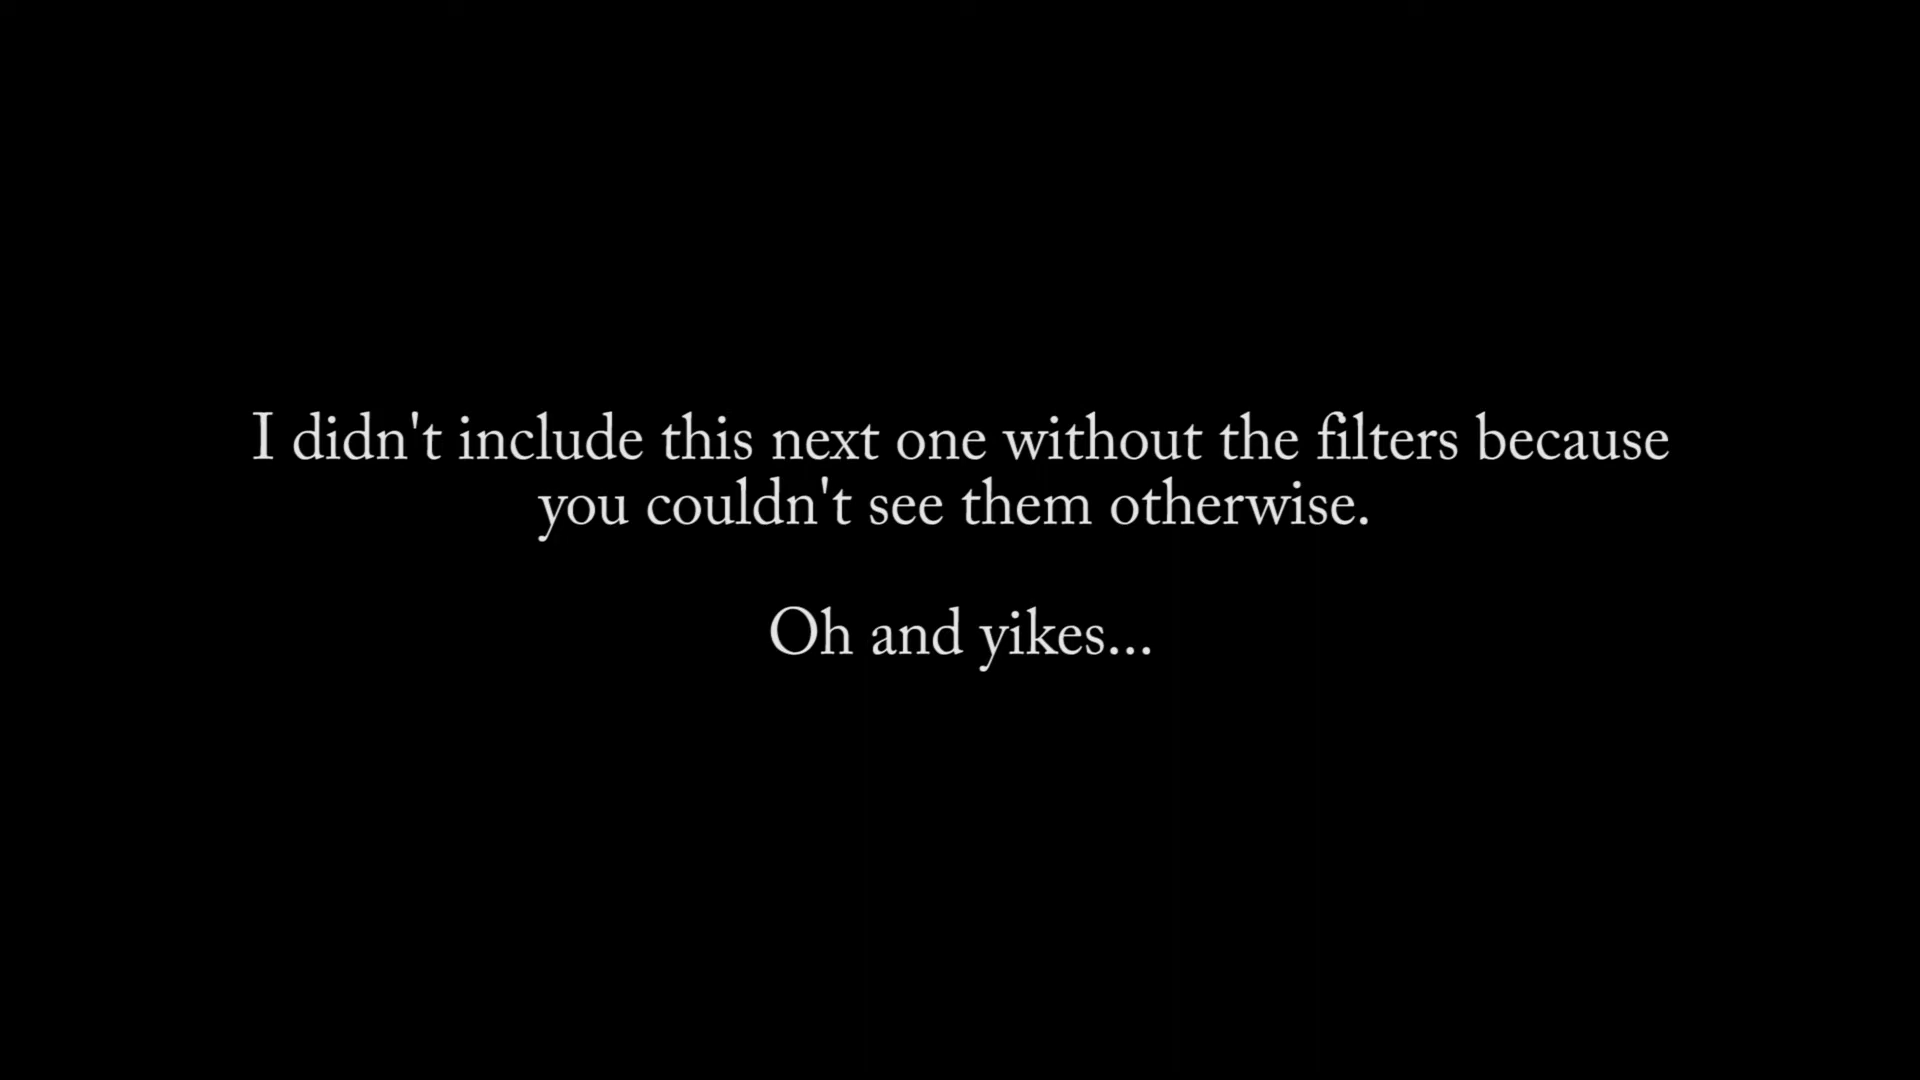 I didn't include this next one without the filters because
you couldn't see them otherwise.
Oh and yikes...